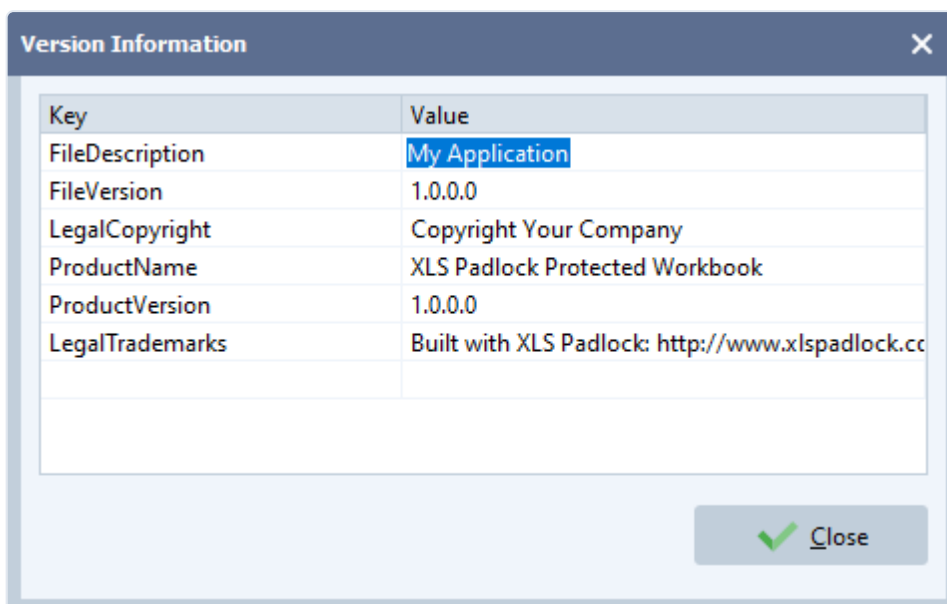 Version Information
Key Value
FileDescription My Application
FileVersion 1.0.0.0
LegalCopyright Copyright Your Company
ProductName XLS Padlock Protected Workbook
ProductVersion 1.0.0.0
LegalTrademarks Built with XLS Padlock: http://www.xlspadlock.cc
Close